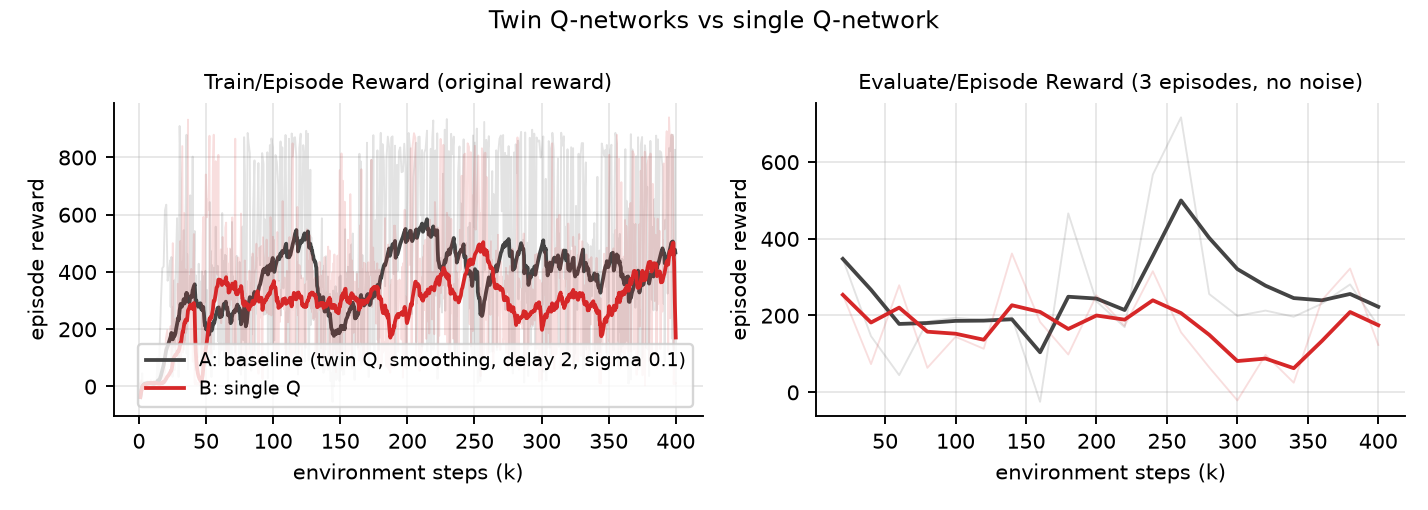 Twin Q-networks vs single Q-network
Train/Episode Reward (original reward)
episode reward
800
600
400
200
0
A: baseline (twin Q, smoothing, delay 2, sigma 0.1)
B: single Q
0 50 100 150 200 250 300 350 400
environment steps (k)
Evaluate/Episode Reward (3 episodes, no noise)
episode reward
600
400
200
0
50 100 150 200 250 300 350 400
environment steps (k)